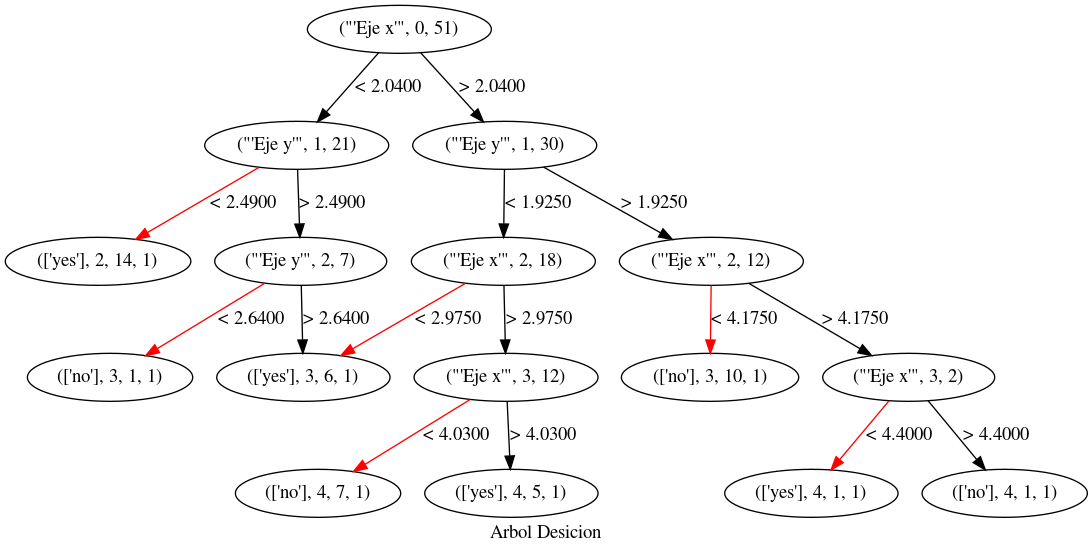 ("'Eje x'", 0, 51)
< 2.0400
> 2.0400
("'Eje y'", 1, 21)
("'Eje y'", 1, 30)
< 2.4900
> 2.4900
< 1.9250
> 1.9250
(['yes'], 2, 14, 1)
("'Eje y'", 2, 7)
("'Eje x'", 2, 18)
("'Eje x'", 2, 12)
< 2.6400
> 2.6400
< 2.9750
> 2.9750
< 4.1750
> 4.1750
(['no'], 3, 1, 1)
(['yes'], 3, 6, 1)
("'Eje x'", 3, 12)
(['no'], 3, 10, 1)
("'Eje x'", 3, 2)
< 4.0300
> 4.0300
< 4.4000
> 4.4000
(['no'], 4, 7, 1)
(['yes'], 4, 5, 1)
(['yes'], 4, 1, 1)
(['no'], 4, 1, 1)
Arbol Desicion